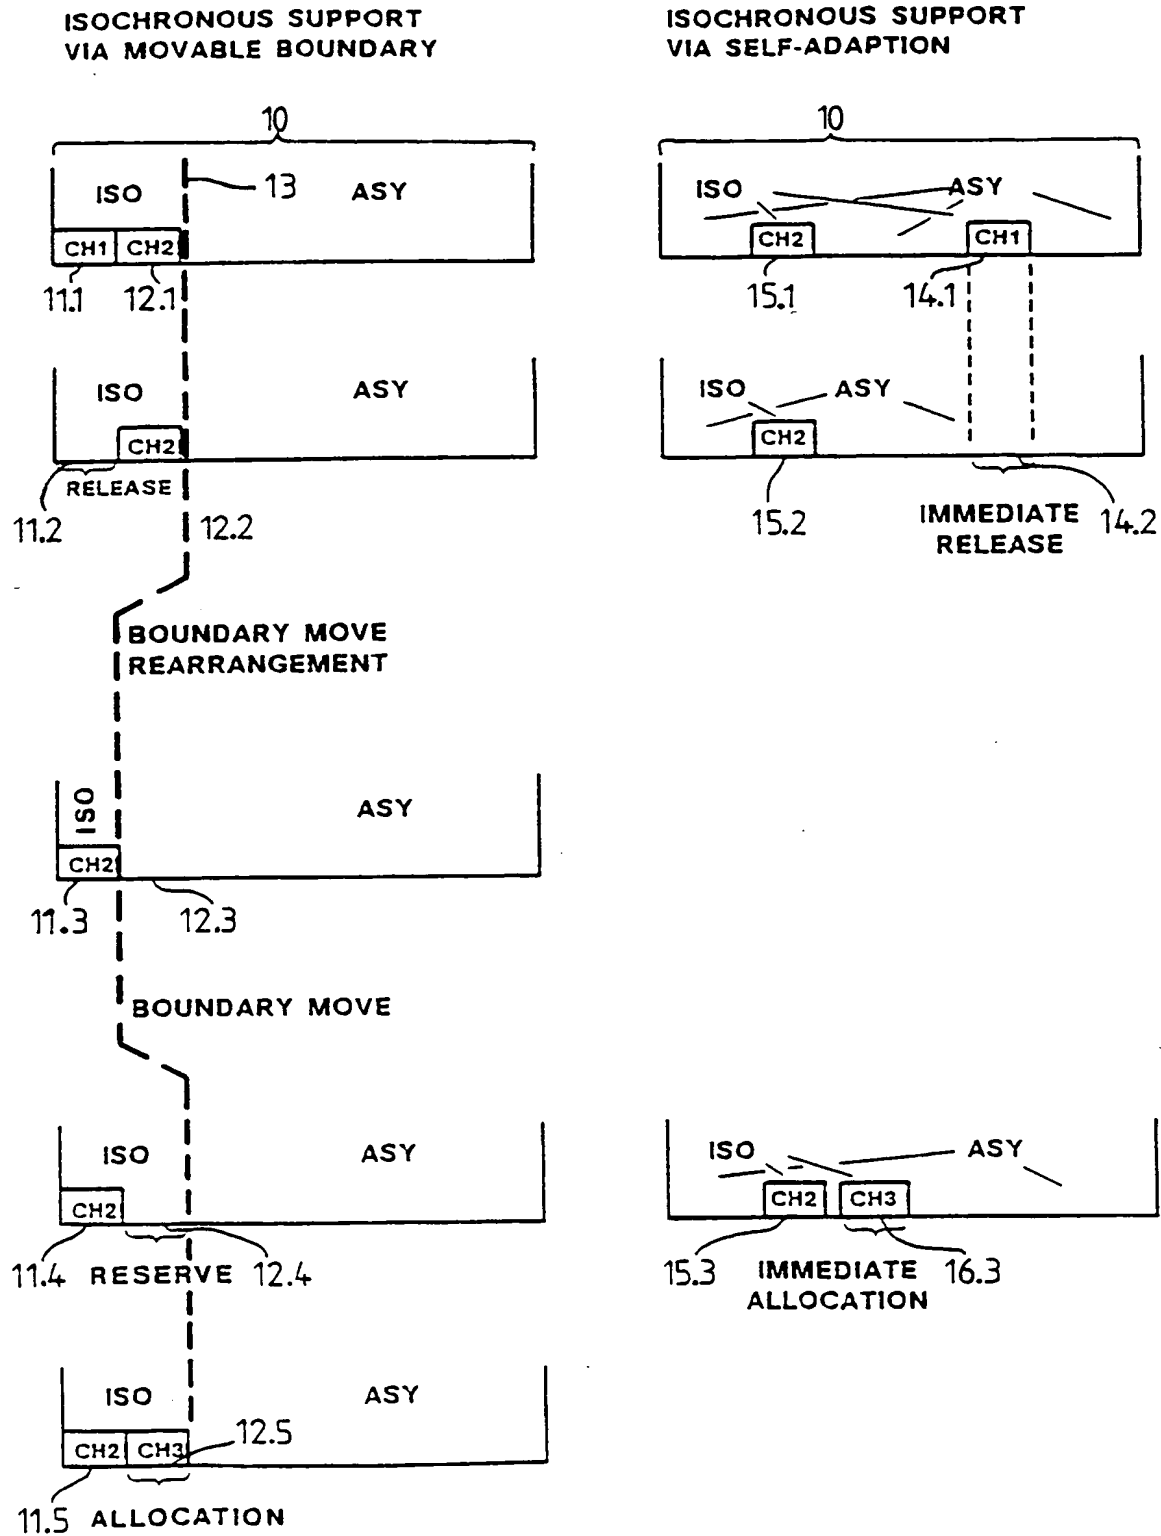 ISOCHRONOUS SUPPORT
VIA MOVABLE BOUNDARY
10
ISO
13
ASY
CH1
CH2
11.1
12.1
ISO
ASY
CH2
RELEASE
11.2
12.2
BOUNDARY MOVE
REARRANGEMENT
ISO
ASY
CH2
11.3
12.3
BOUNDARY MOVE
ISO
ASY
CH2
11.4
RESERVE
12.4
ISO
ASY
CH2
CH3
12.5
11.5
ALLOCATION
ISOCHRONOUS SUPPORT
VIA SELF-ADAPTION
10
ISO
ASY
CH2
CH1
15.1
14.1
ISO
ASY
CH2
15.2
IMMEDIATE
RELEASE
14.2
ISO
ASY
CH2
CH3
15.3
IMMEDIATE
ALLOCATION
16.3